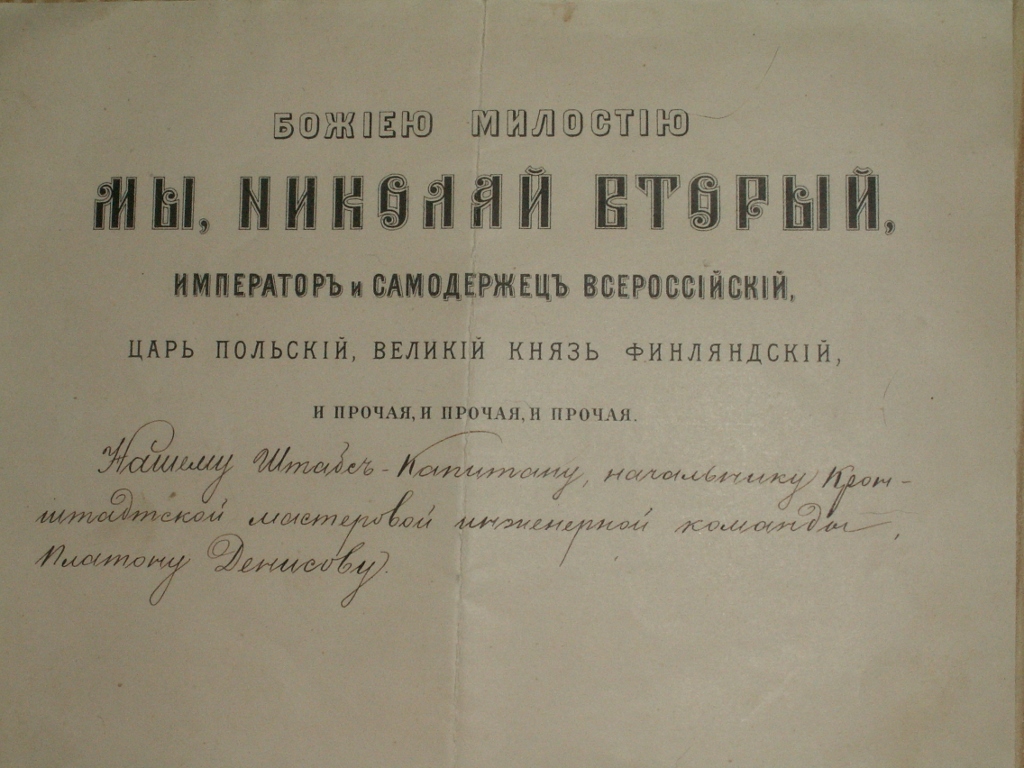 БОЖІЕЮ МИЛОСТІЮ
МЫ, НИКОЛАЙ ВТОРЫЙ,
ИМПЕРАТОРЪ и САМОДЕРЖЕЦЪ ВСЕРОССІЙСКІЙ,
ЦАРЬ ПОЛЬСКІЙ, ВЕЛИКІЙ КНЯЗЬ ФИНЛЯНДСКІЙ,
И ПРОЧАЯ, И ПРОЧАЯ, И ПРОЧАЯ.
Нашему Штабсъ-Капитану, начальнику Крон-
штадтской мастеровой инженерной команды,
Платону Денисову.